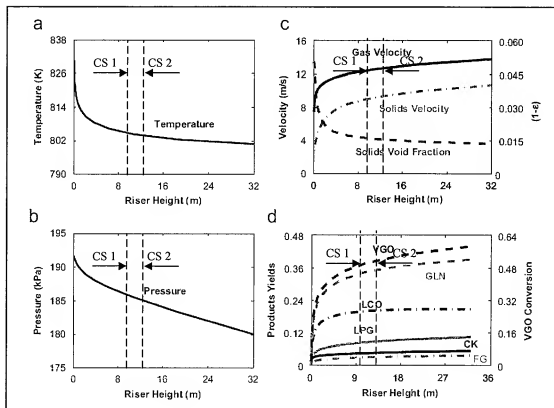 a
838
826
814
802
790
Temperature (K)
CS 1
CS 2
Temperature
0 8 16 24 32
Riser Height (m)
b
195
190
185
180
175
Pressure (kPa)
CS 1
CS 2
Pressure
0 8 16 24 32
Riser Height (m)
c
16
12
8
4
0
Velocity (m/s)
Gas Velocity
CS 1
CS 2
Solids Velocity
Solids Void Fraction
0.060
0.045
0.030
0.015
0
(1-ε)
0 8 16 24 32
Riser Height (m)
d
0.48
0.36
0.24
0.12
0
Products Yields
CS 1
VGO
CS 2
GLN
LCO
LPG
CK
FG
0.64
0.48
0.32
0.16
0
VGO Conversion
0 12 24 36
Riser Height (m)